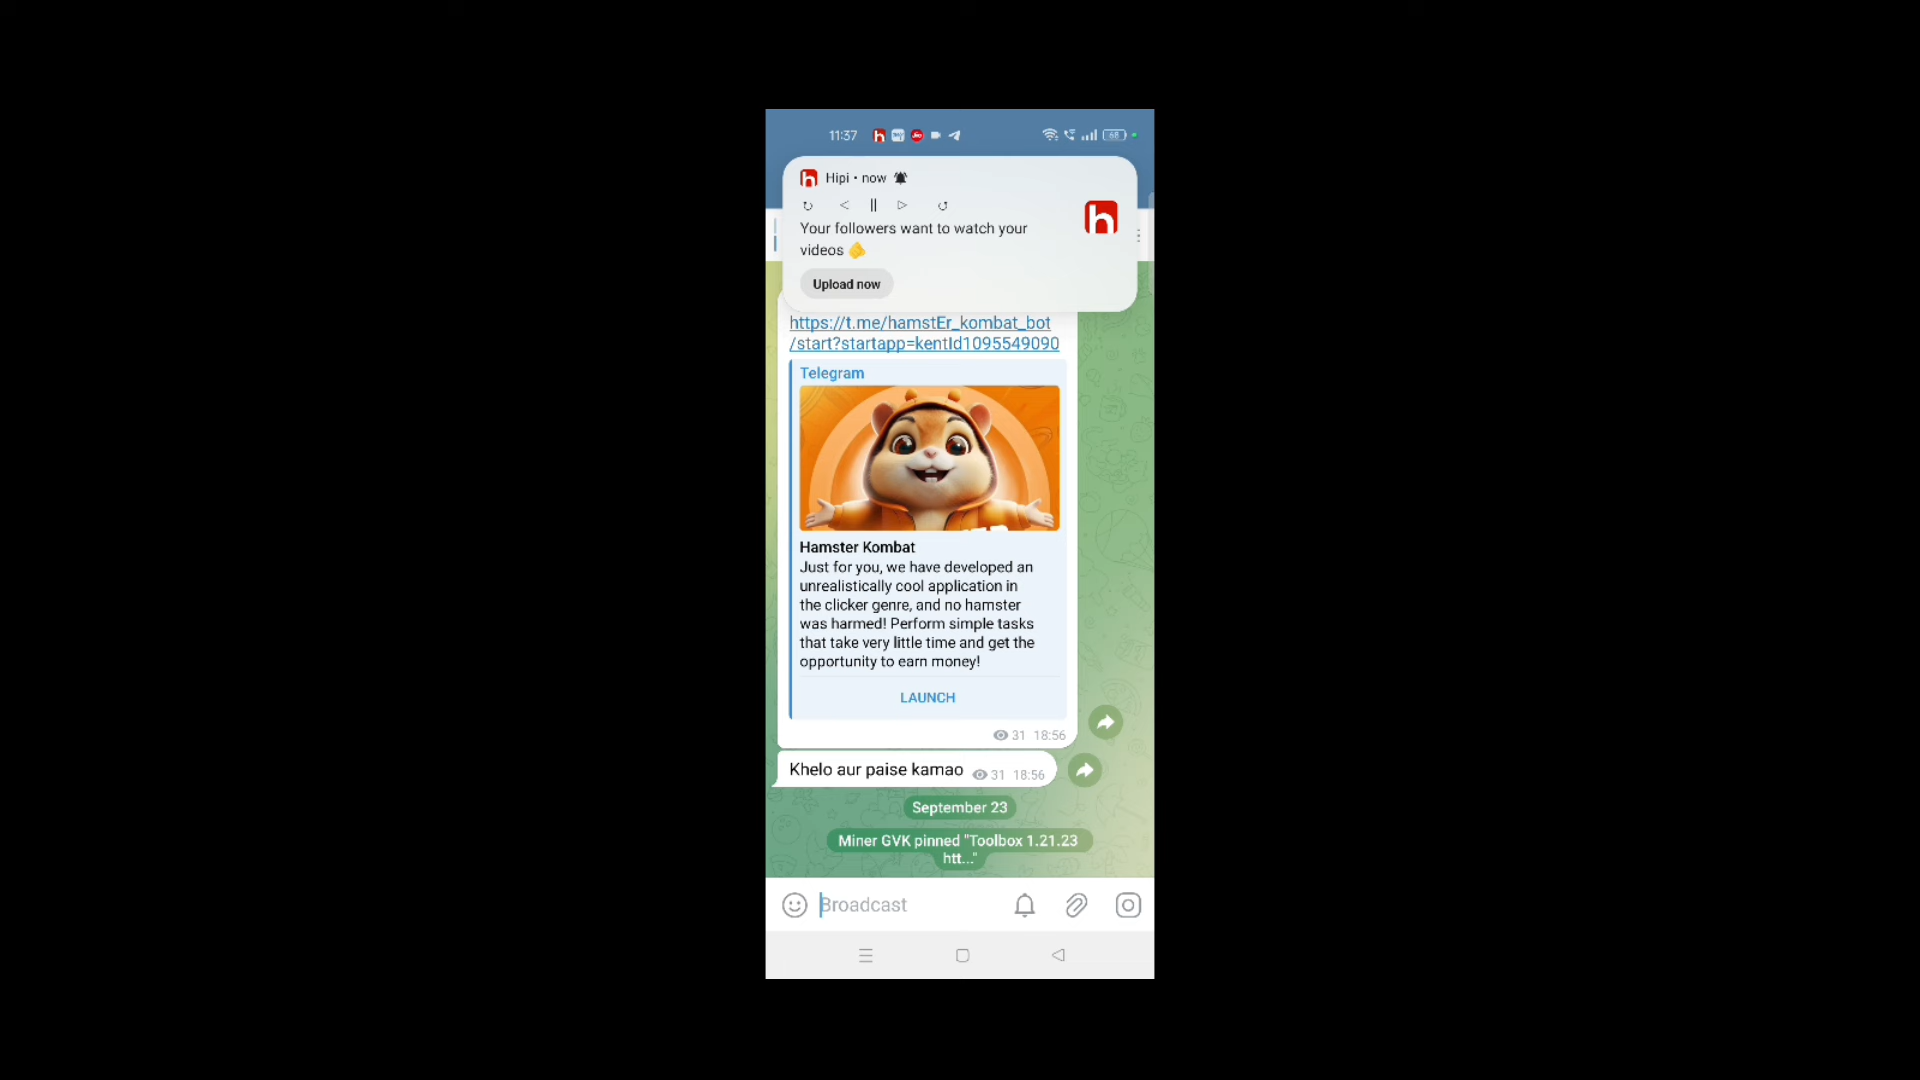 11:37
68
Hipi • now
Your followers want to watch your
videos
Upload now
https://t.me/hamstEr_kombat_bot
/start?startapp=kentId1095549090
Telegram
Hamster Kombat
Just for you, we have developed an
unrealistically cool application in
the clicker genre, and no hamster
was harmed! Perform simple tasks
that take very little time and get the
opportunity to earn money!
LAUNCH
31 18:56
Khelo aur paise kamao 31 18:56
September 23
Miner GVK pinned "Toolbox 1.21.23
htt..."
Broadcast